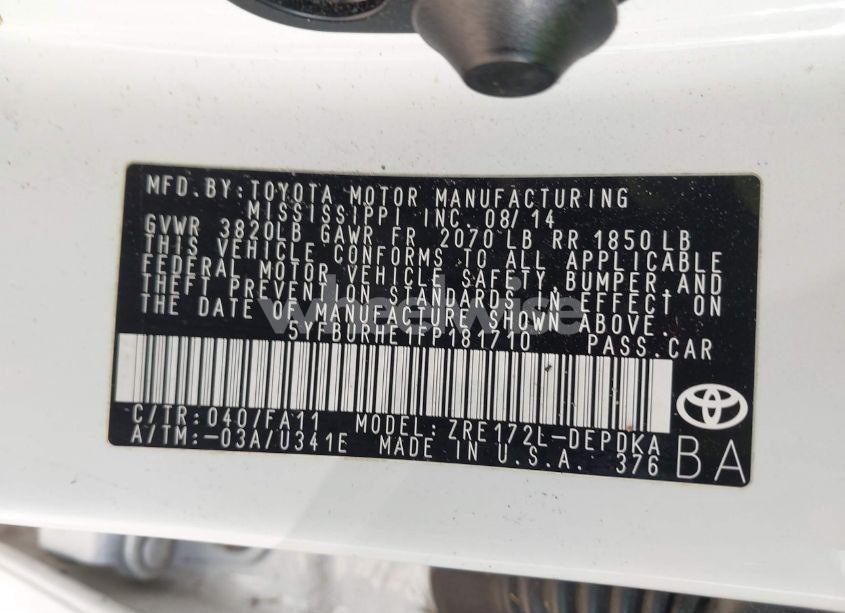 MFD.BY:TOYOTA MOTOR MANUFACTURING
MISSISSIPPI INC. 08/14
GVWR 3820LB GAWR FR 2070LB RR 1850LB
THIS VEHICLE CONFORMS TO ALL APPLICABLE
FEDERAL MOTOR VEHICLE SAFETY, BUMPER, AND
THEFT PREVENTION STANDARDS IN EFFECT ON
THE DATE OF MANUFACTURE SHOWN ABOVE.
wheelwise
5YFBURHE1FP181710 PASS.CAR
C/TR: 040/FA11 MODEL: ZRE172L-DEPDKA
A/TM:-03A/U341E MADE IN U.S.A. 376 BA